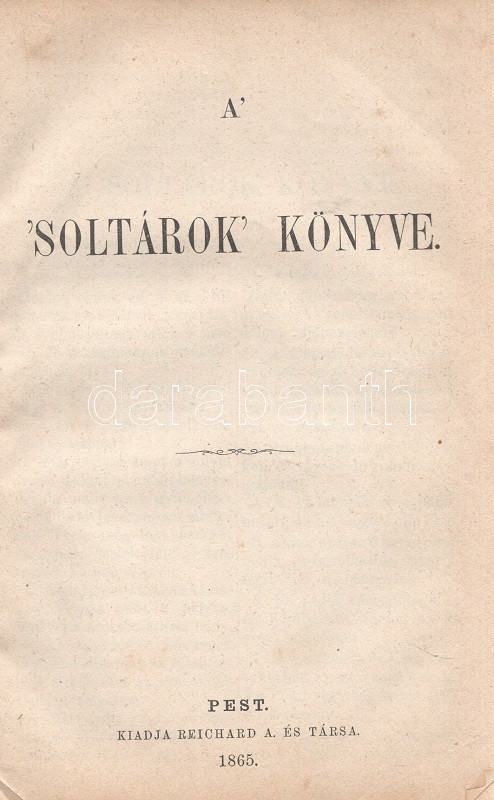 A'
'SOLTÁROK' KÖNYVE.
darabanth
PEST.
KIADJA REICHARD A. ÉS TÁRSA.
1865.